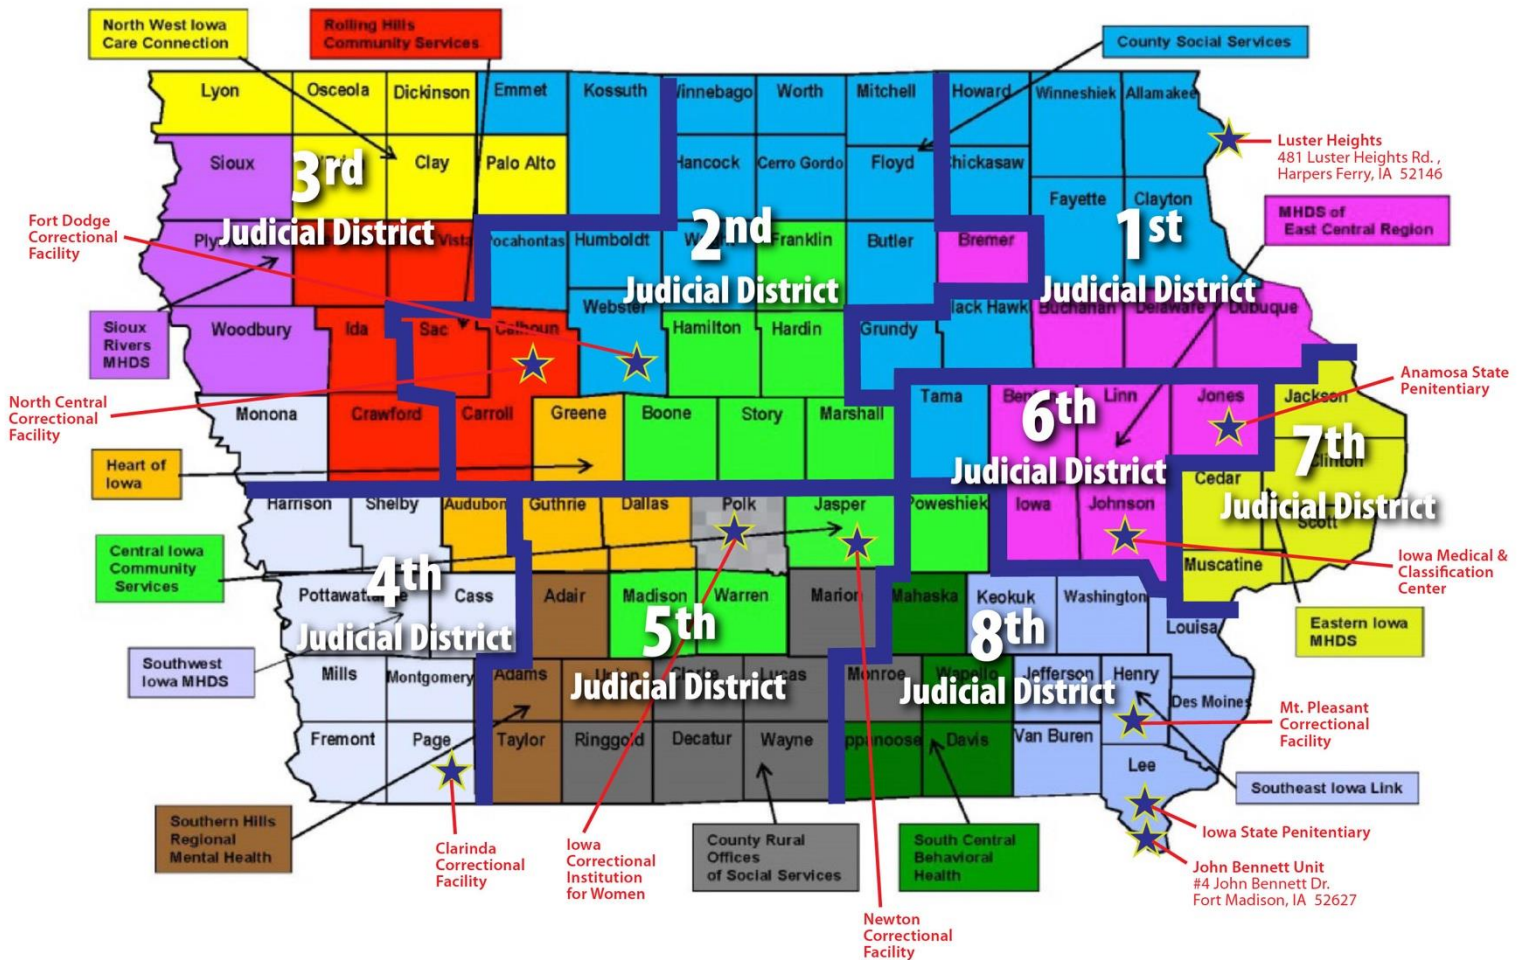 North West Iowa
Care Connection
Rolling Hills
Community Services
County Social Services
Lyon
Osceola
Dickinson
Emmet
Kossuth
Winnebago
Worth
Mitchell
Howard
Winneshiek
Allamakee
Luster Heights
481 Luster Heights Rd. ,
Harpers Ferry, IA 52146
Sioux
Clay
Palo Alto
Hancock
Cerro Gordo
Floyd
Chickasaw
Fayette
Clayton
3rd
Judicial District
2nd
Judicial District
1st
Judicial District
MHDS of
East Central Region
Fort Dodge
Correctional
Facility
Vista
Pocahontas
Humboldt
Franklin
Butler
Bremer
Sioux
Rivers
MHDS
Woodbury
Ida
Sac
Calhoun
Webster
Hamilton
Hardin
Grundy
lack Hawk
Buchanan
Delaware
Dubuque
North Central
Correctional
Facility
Anamosa State
Penitentiary
Monona
Crawford
Carroll
Greene
Boone
Story
Marshall
Tama
Linn
Jones
Jackson
6th
Judicial District
7th
Judicial District
Heart of
Iowa
Clinton
Cedar
Scott
Harrison
Shelby
Audubon
Guthrie
Dallas
Polk
Jasper
Poweshiek
Iowa
Johnson
Muscatine
Central Iowa
Community
Services
Iowa Medical &
Classification
Center
4th
Judicial District
Cass
Adair
Madison
Warren
Marion
Mahaska
Keokuk
Washington
Louisa
5th
Judicial District
8th
Judicial District
Eastern Iowa
MHDS
Southwest
Iowa MHDS
Mills
Montgomery
Adams
Lucas
Monroe
Wapello
Jefferson
Henry
Des Moines
Mt. Pleasant
Correctional
Facility
Fremont
Page
Taylor
Ringgold
Decatur
Wayne
ppanoose
Davis
Van Buren
Lee
Southeast Iowa Link
Southern Hills
Regional
Mental Health
Clarinda
Correctional
Facility
Iowa
Correctional
Institution
for Women
County Rural
Offices
of Social Services
South Central
Behavioral
Health
Iowa State Penitentiary
John Bennett Unit
#4 John Bennett Dr.
Fort Madison, IA 52627
Newton
Correctional
Facility